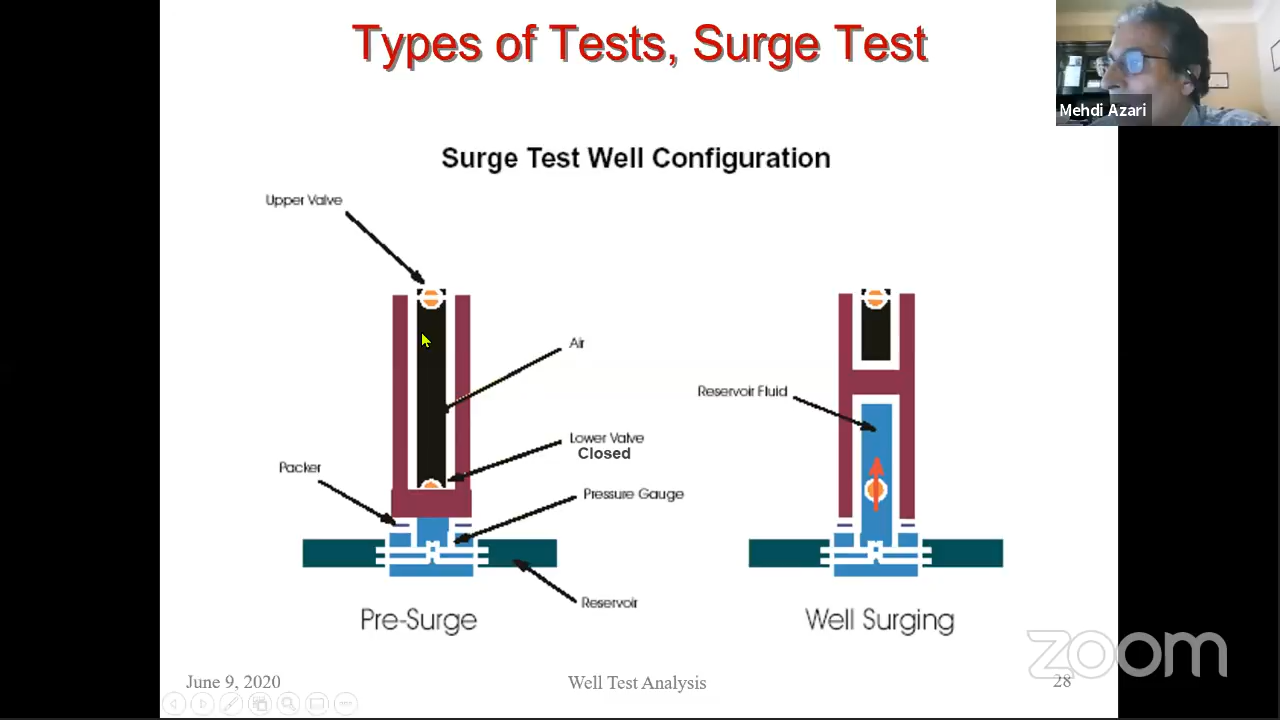 Types of Tests, Surge Test
Mehdi Azari
Surge Test Well Configuration
Upper Valve
Air
Reservoir Fluid
Lower Valve
Closed
Packer
Pressure Gauge
Reservoir
Pre-Surge
Well Surging
zoom
June 9, 2020
Well Test Analysis
28